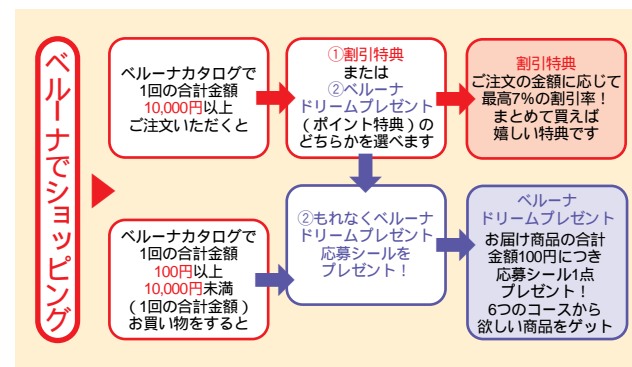 ベルーナでショッピング
ベルーナカタログで
1回の合計金額
10,000円以上
ご注文いただくと
①割引特典
または
②ベルーナ
ドリームプレゼント
(ポイント特典)の
どちらかを選べます
割引特典
ご注文の金額に応じて
最高7%の割引率!
まとめて買えば
嬉しい特典です
ベルーナカタログで
1回の合計金額
100円以上
10,000円未満
(1回の合計金額)
お買い物をすると
②もれなくベルーナ
ドリームプレゼント
応募シールを
プレゼント!
ベルーナ
ドリームプレゼント
お届け商品の合計
金額100円につき
応募シール1点
プレゼント!
6つのコースから
欲しい商品をゲット